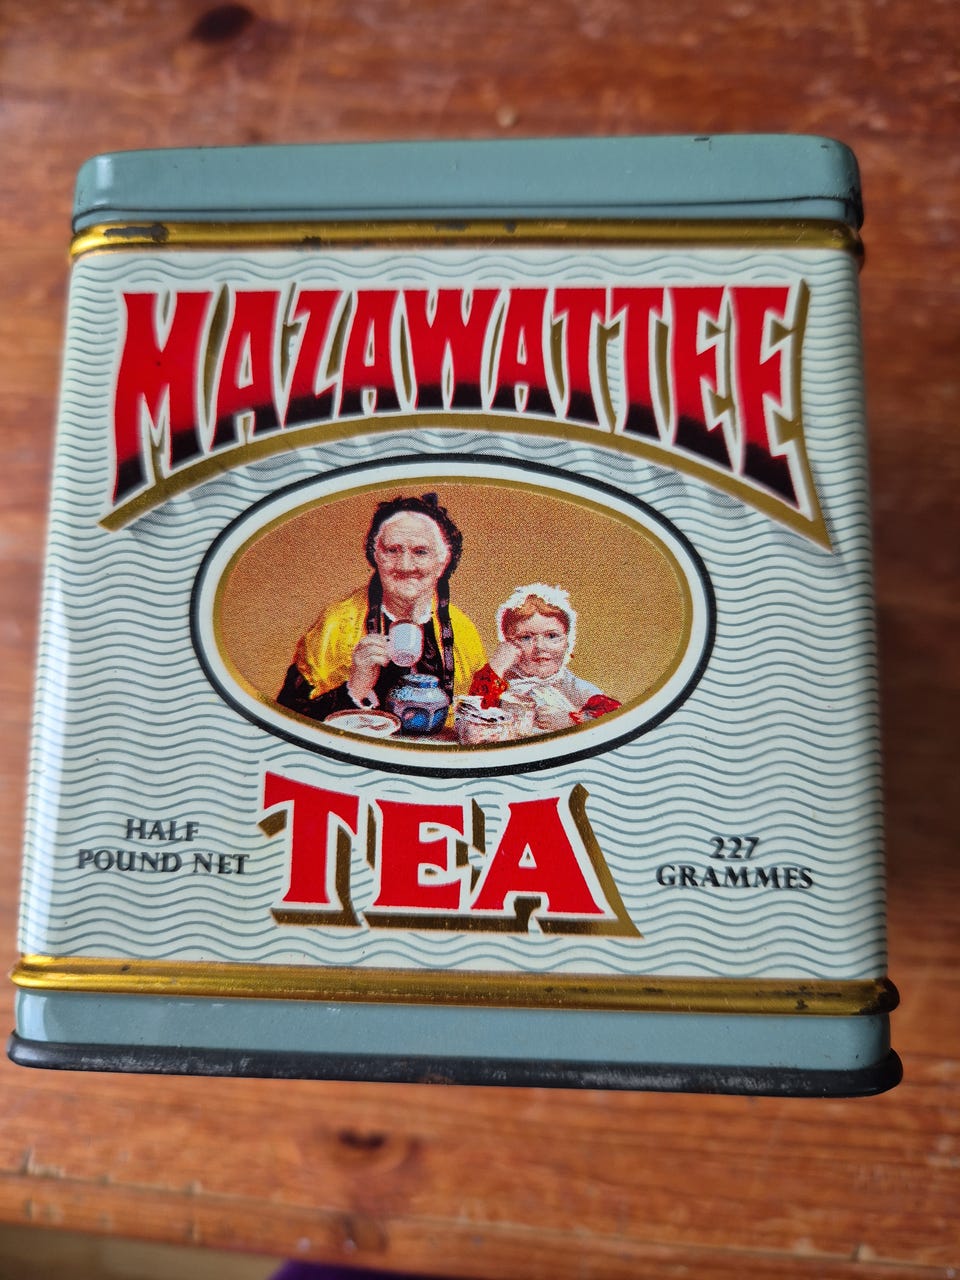 MAZAWATTEE
TEA
HALF
POUND NET
227
GRAMMES